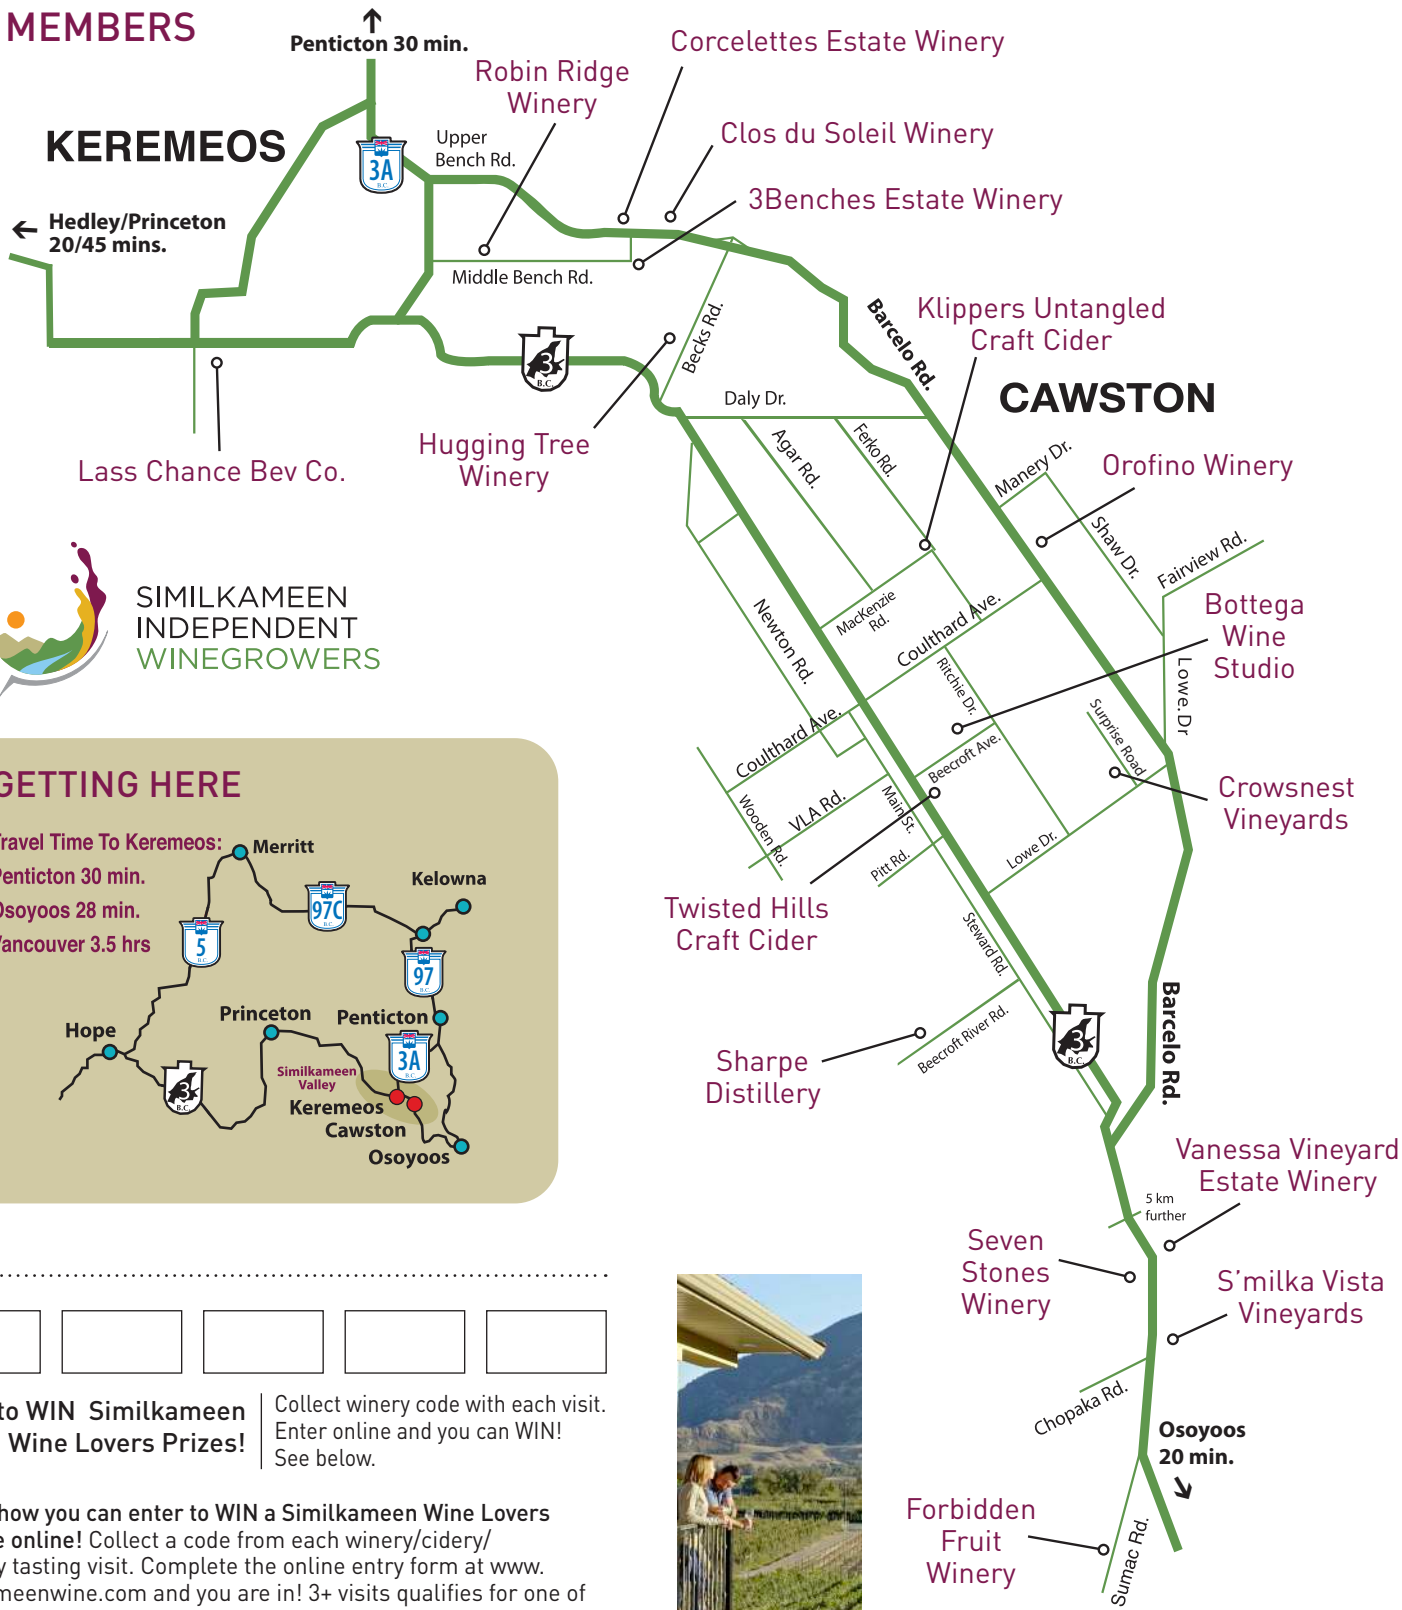 MEMBERS
Penticton 30 min.
Corcelettes Estate Winery
Robin Ridge
Winery
KEREMEOS
Upper
Bench Rd.
Clos du Soleil Winery
3A
B.C.
3Benches Estate Winery
Hedley/Princeton
20/45 mins.
Middle Bench Rd.
Becks Rd.
Barcelo Rd.
Klippers Untangled
Craft Cider
3
B.C.
CAWSTON
Daly Dr.
Hugging Tree
Winery
Lass Chance Bev Co.
Agar Rd.
Ferko Rd.
Manery Dr.
Orofino Winery
Shaw Dr.
Fairview Rd.
SIMILKAMEEN
INDEPENDENT
WINEGROWERS
Newton Rd.
MacKenzie
Rd.
Coulthard Ave.
Bottega
Wine
Studio
Ritchie Dr.
Lowe.Dr
Surprise Road
Coulthard Ave.
Beecroft Ave.
Crowsnest
Vineyards
Wooden Rd.
VLA Rd.
Main St.
Pitt Rd.
Lowe Dr.
Twisted Hills
Craft Cider
Steward Rd.
Beecroft River Rd.
Sharpe
Distillery
3
B.C.
Barcelo Rd.
GETTING HERE
Travel Time To Keremeos:
Penticton 30 min.
Osoyoos 28 min.
Vancouver 3.5 hrs
Merritt
Kelowna
97C
B.C.
5
B.C.
97
B.C.
Hope
Princeton
Penticton
3A
B.C.
3
B.C.
Similkameen
Valley
Keremeos
Cawston
Osoyoos
Vanessa Vineyard
Estate Winery
5 km
further
Seven
Stones
Winery
S'milka Vista
Vineyards
Chopaka Rd.
Osoyoos
20 min.
Forbidden
Fruit
Winery
Sumac Rd.
to WIN Similkameen
Wine Lovers Prizes!
Collect winery code with each visit.
Enter online and you can WIN!
See below.
how you can enter to WIN a Similkameen Wine Lovers
e online! Collect a code from each winery/cidery/
y tasting visit. Complete the online entry form at www.
meenwine.com and you are in! 3+ visits qualifies for one of